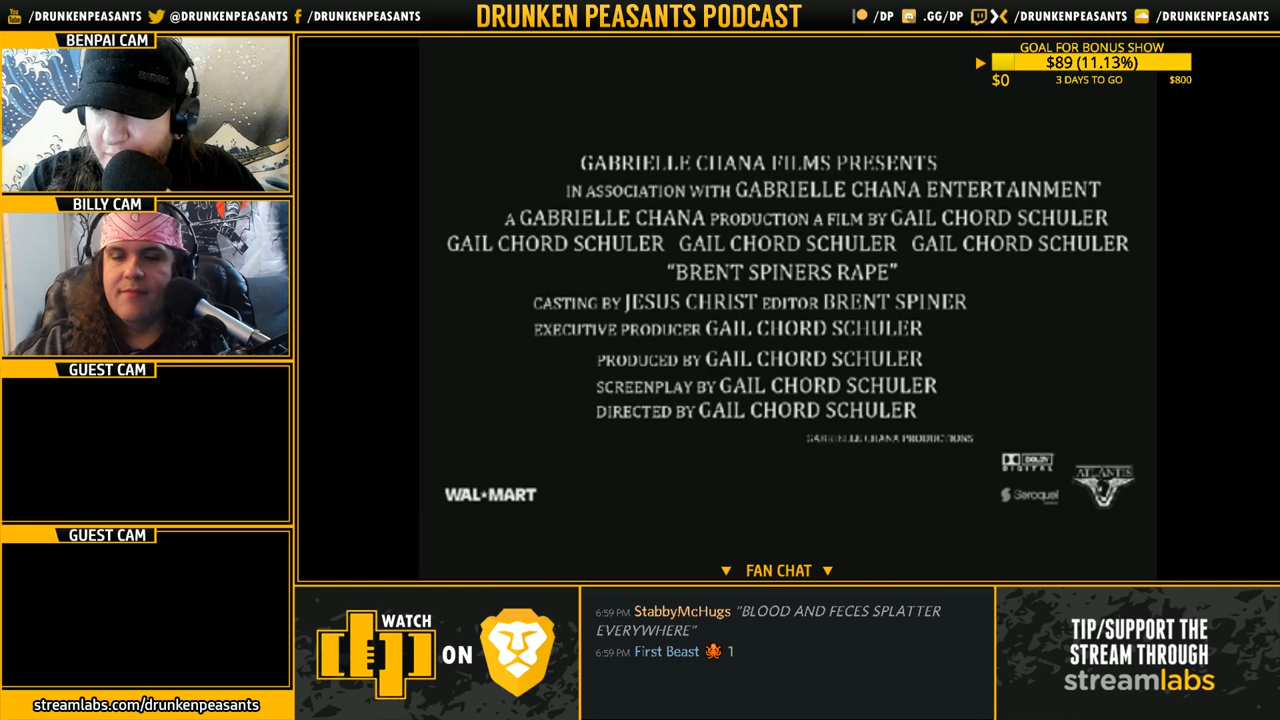 You Tube /DRUNKENPEASANTS @DRUNKENPEASANTS f /DRUNKENPEASANTS
DRUNKEN PEASANTS PODCAST
/DP .GG/DP /DRUNKENPEASANTS /DRUNKENPEASANTS
BENPAI CAM
BILLY CAM
GUEST CAM
GUEST CAM
streamlabs.com/drunkenpeasants
GOAL FOR BONUS SHOW
$89 (11.13%)
$0 3 DAYS TO GO $800
GABRIELLE CHANA FILMS PRESENTS
IN ASSOCIATION WITH GABRIELLE CHANA ENTERTAINMENT
A GABRIELLE CHANA PRODUCTION A FILM BY GAIL CHORD SCHULER
GAIL CHORD SCHULER GAIL CHORD SCHULER GAIL CHORD SCHULER
"BRENT SPINERS RAPE"
CASTING BY JESUS CHRIST EDITOR BRENT SPINER
EXECUTIVE PRODUCER GAIL CHORD SCHULER
PRODUCED BY GAIL CHORD SCHULER
SCREENPLAY BY GAIL CHORD SCHULER
DIRECTED BY GAIL CHORD SCHULER
GABRIELLE CHANA PRODUCTIONS
DOLBY
DIGITAL
ATLANTIS
WAL★MART
Seroquel
FAN CHAT
WATCH
ON
6:59 PM StabbyMcHugs "BLOOD AND FECES SPLATTER
EVERYWHERE"
6:59 PM First Beast 🐙 1
TIP/SUPPORT THE
STREAM THROUGH
streamlabs